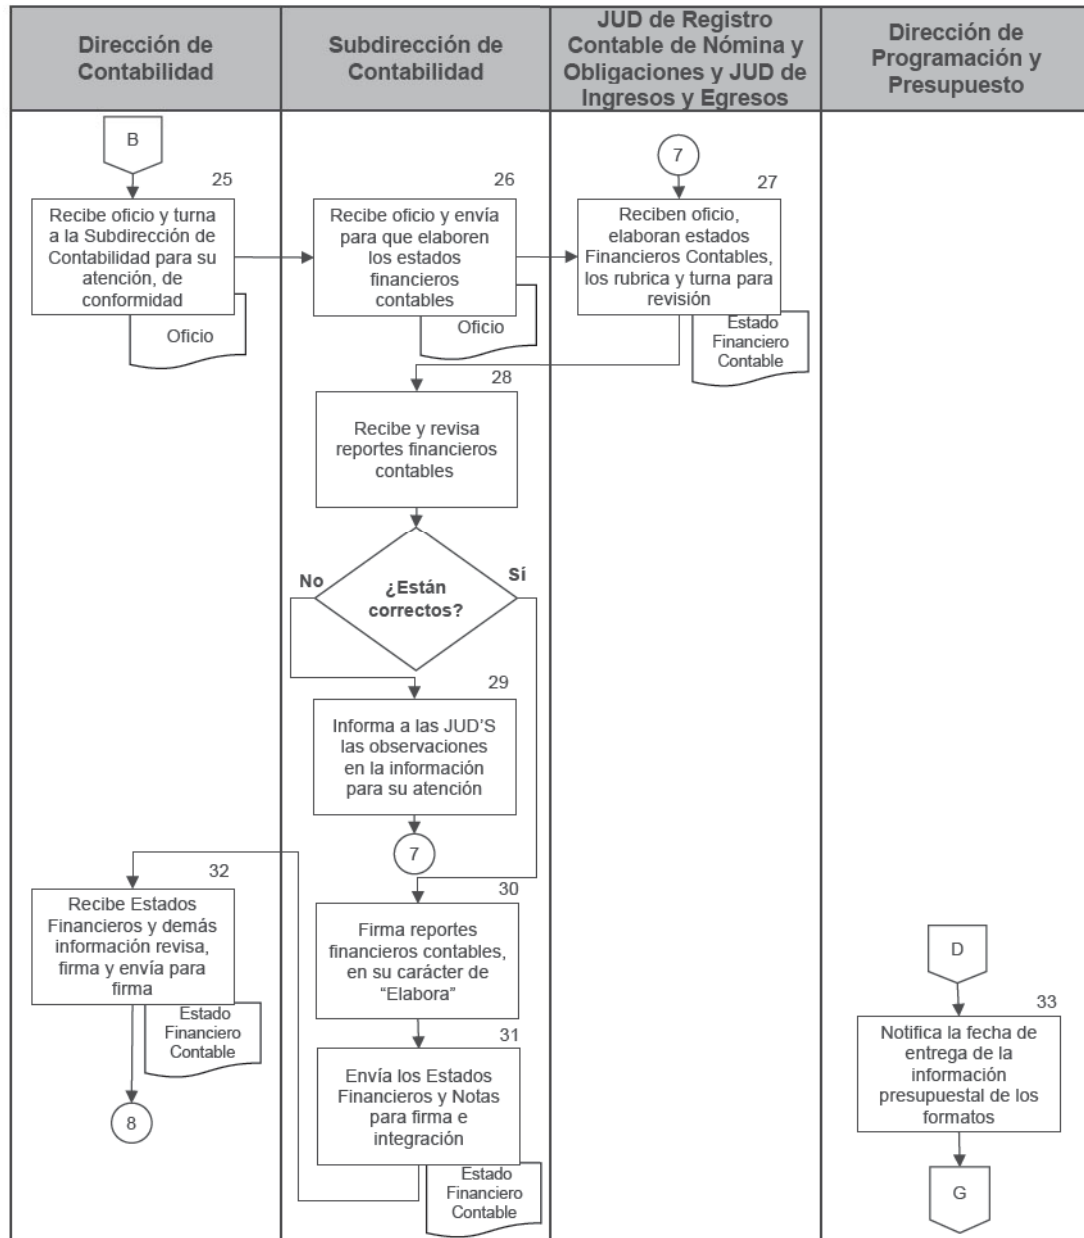 Dirección de
Contabilidad
Subdirección de
Contabilidad
JUD de Registro
Contable de Nómina y
Obligaciones y JUD de
Ingresos y Egresos
Dirección de
Programación y
Presupuesto
B
25
Recibe oficio y turna
a la Subdirección de
Contabilidad para su
atención, de
conformidad
Oficio
26
Recibe oficio y envía
para que elaboren
los estados
financieros
contables
Oficio
7
27
Reciben oficio,
elaboran estados
Financieros Contables,
los rubrica y turna para
revisión
Estado
Financiero
Contable
28
Recibe y revisa
reportes financieros
contables
No
¿Están
correctos?
Sí
29
Informa a las JUD'S
las observaciones
en la información
para su atención
7
30
Firma reportes
financieros contables,
en su carácter de
“Elabora”
31
Envía los Estados
Financieros y Notas
para firma e
integración
Estado
Financiero
Contable
32
Recibe Estados
Financieros y demás
información revisa,
firma y envía para
firma
Estado
Financiero
Contable
8
D
33
Notifica la fecha de
entrega de la
información
presupuestal de los
formatos
G